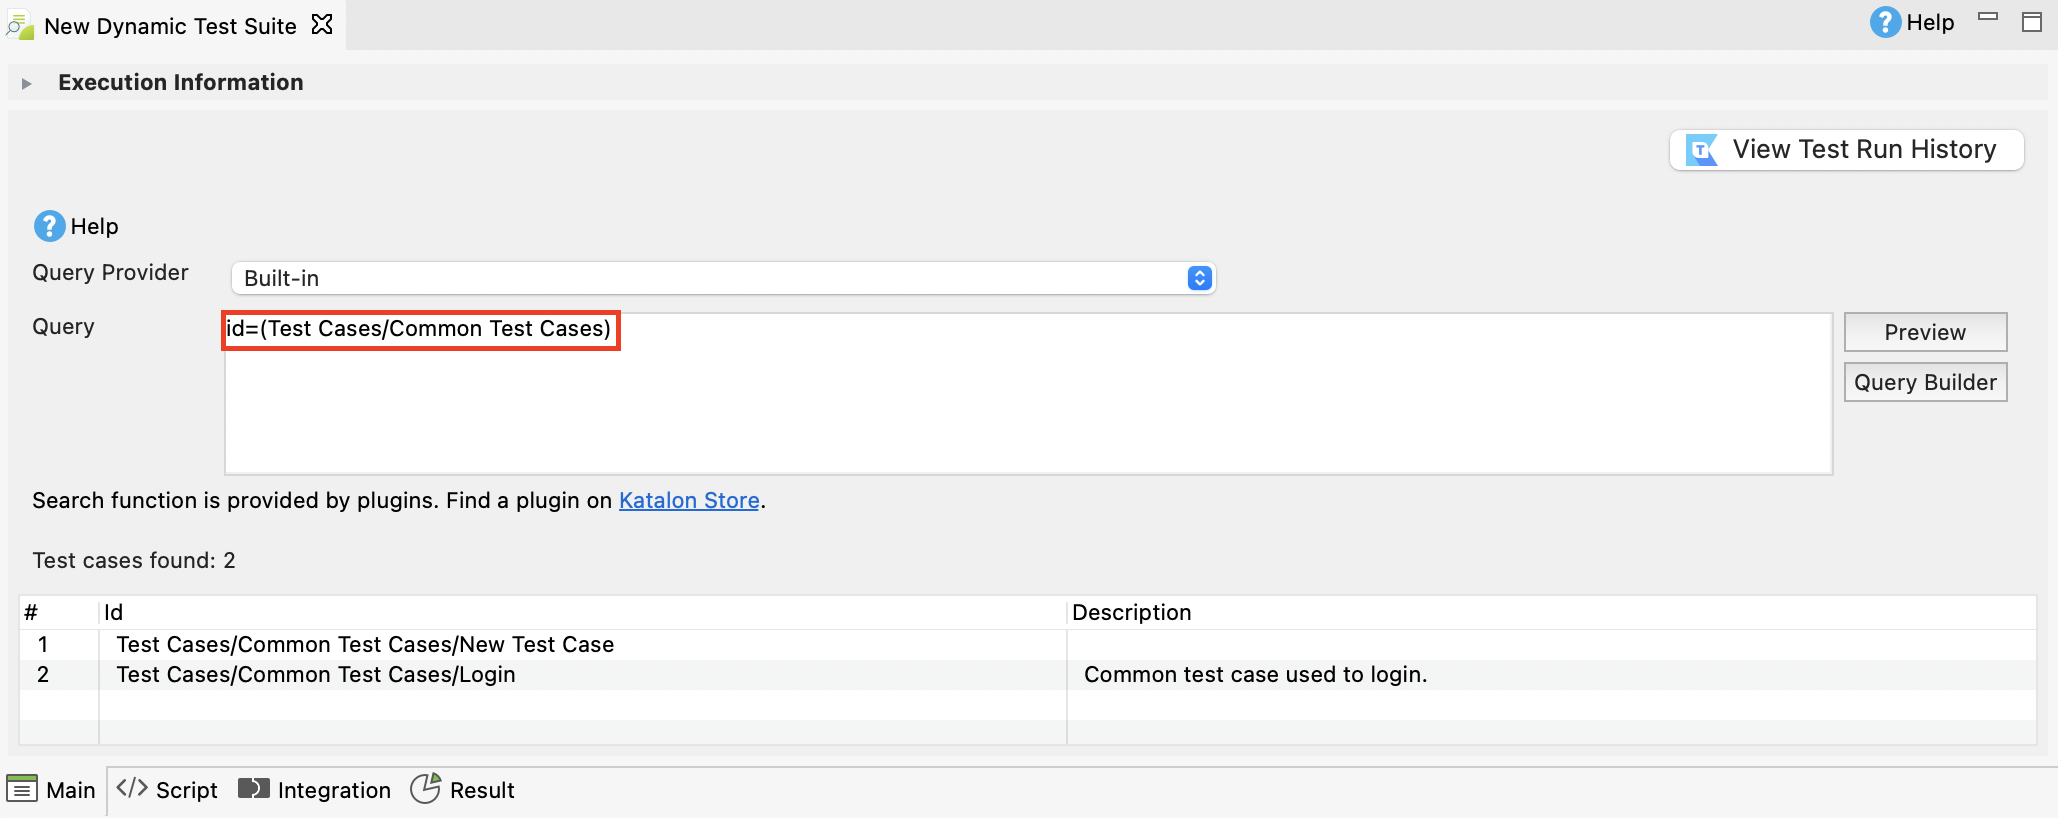 New Dynamic Test Suite
? Help
Execution Information
T View Test Run History
? Help
Query Provider Built-in
Query id=(Test Cases/Common Test Cases) Preview
Query Builder
Search function is provided by plugins. Find a plugin on Katalon Store.
Test cases found: 2
# Id Description
1 Test Cases/Common Test Cases/New Test Case
2 Test Cases/Common Test Cases/Login Common test case used to login.
Main </> Script Integration Result